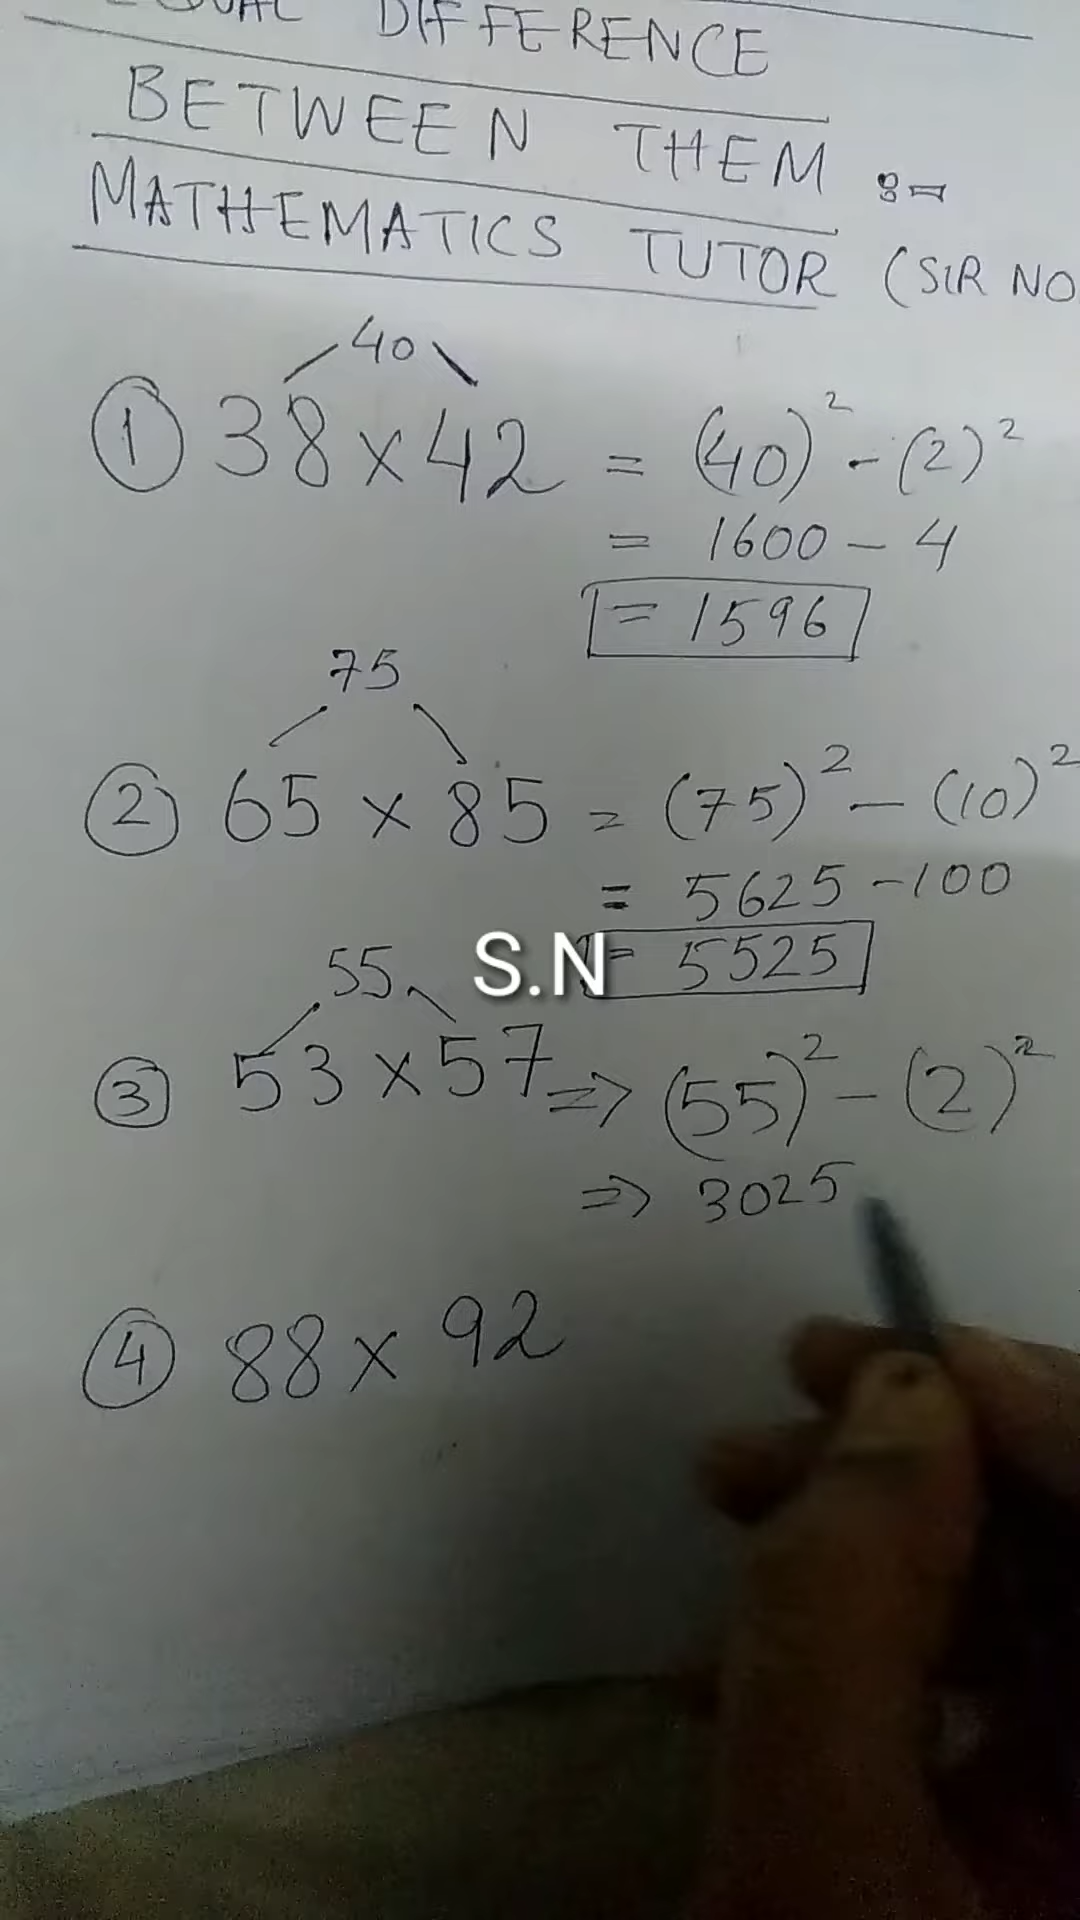 DIFFERENCE
BETWEEN THEM :-
MATHEMATICS TUTOR (SIR NO
40
① 38 × 42 = (40)² - (2)²
= 1600 - 4
= 1596
75
② 65 × 85 = (75)² - (10)²
= 5625 - 100
= 5525
S.N
55
③ 53 × 57 ⇒ (55)² - (2)²
⇒ 3025
④ 88 × 92